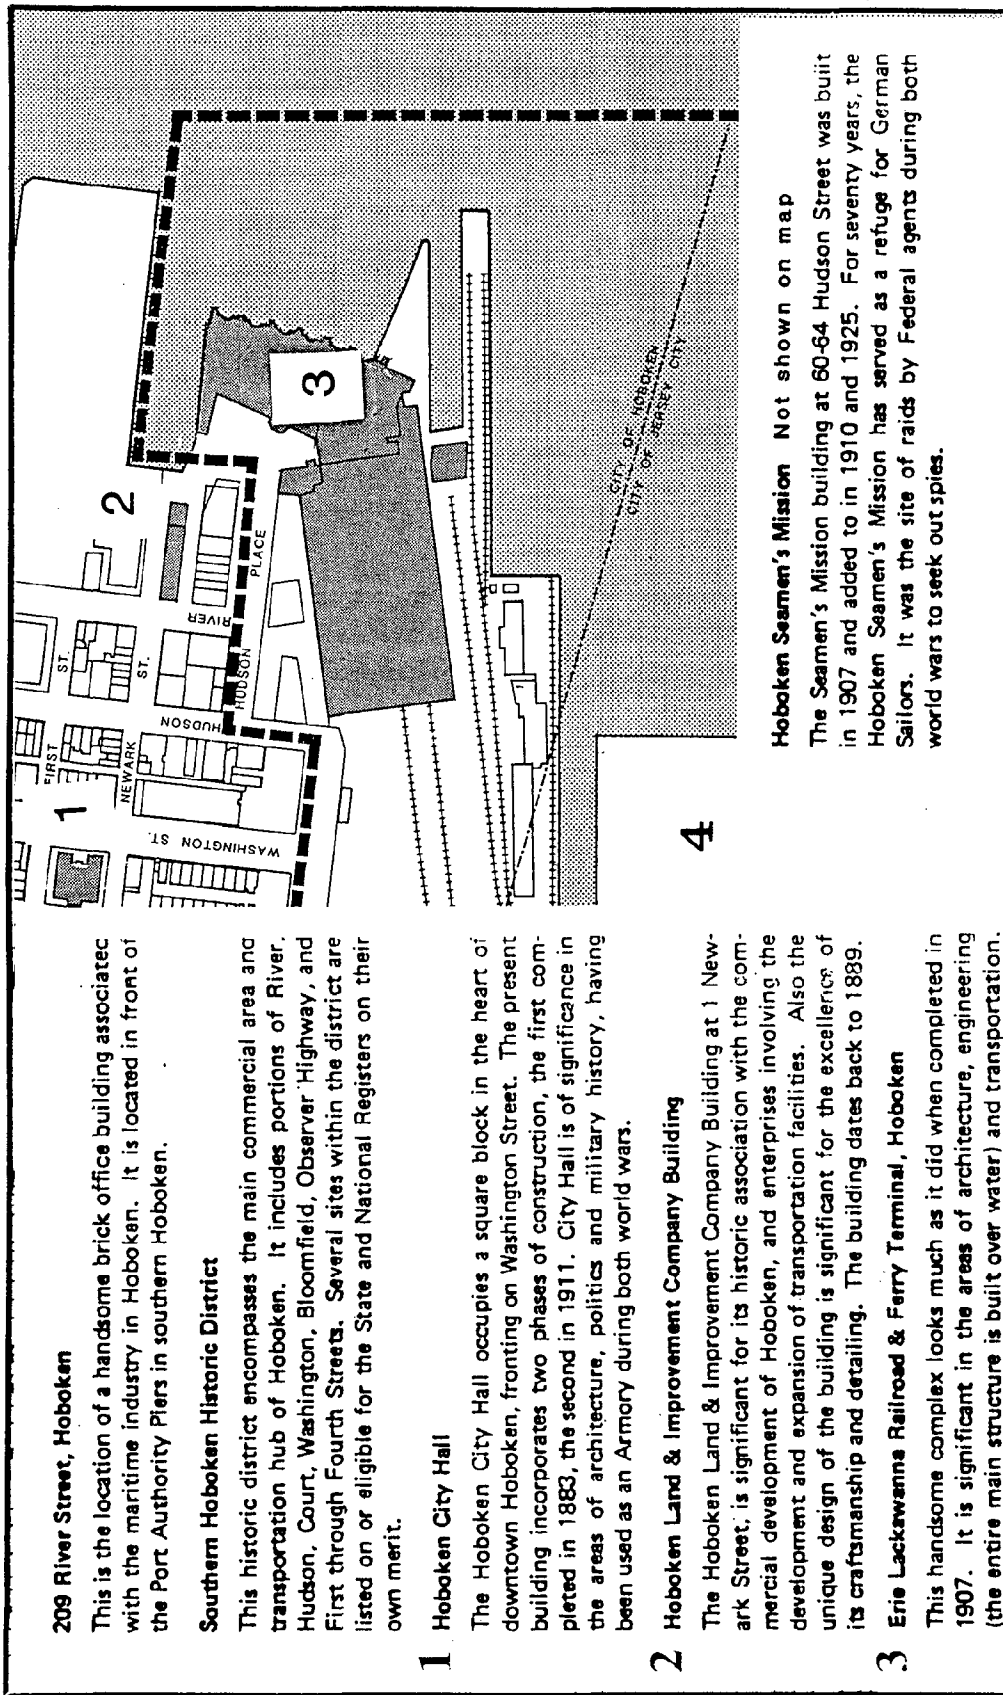 209 River Street, Hoboken
This is the location of a handsome brick office building associated
with the maritime industry in Hoboken. It is located in front of
the Port Authority Piers in southern Hoboken.
Southern Hoboken Historic District
This historic district encompasses the main commercial area and
transportation hub of Hoboken. It includes portions of River,
Hudson, Court, Washington, Bloomfield, Observer Highway, and
First through Fourth Streets. Several sites within the district are
listed on or eligible for the State and National Registers on their
own merit.
1 Hoboken City Hall
The Hoboken City Hall occupies a square block in the heart of
downtown Hoboken, fronting on Washington Street. The present
building incorporates two phases of construction, the first com-
pleted in 1883, the second in 1911. City Hall is of significance in
the areas of architecture, politics and military history, having
been used as an Armory during both world wars.
2 Hoboken Land & Improvement Company Building
The Hoboken Land & Improvement Company Building at 1 New-
ark Street, is significant for its historic association with the com-
mercial development of Hoboken, and enterprises involving the
development and expansion of transportation facilities. Also the
unique design of the building is significant for the excellence of
its craftsmanship and detailing. The building dates back to 1889.
3 Erie Lackawanna Railroad & Ferry Terminal, Hoboken
This handsome complex looks much as it did when completed in
1907. It is significant in the areas of architecture, engineering
(the entire main structure is built over water) and transportation.
1
2
3
4
FIRST
ST.
NEWARK
ST.
WASHINGTON ST.
HUDSON
RIVER
HUDSON
PLACE
CITY OF HOBOKEN
CITY OF JERSEY CITY
Hoboken Seamen's Mission Not shown on map
The Seamen's Mission building at 60-64 Hudson Street was built
in 1907 and added to in 1910 and 1925. For seventy years, the
Hoboken Seamen's Mission has served as a refuge for German
Sailors. It was the site of raids by Federal agents during both
world wars to seek out spies.